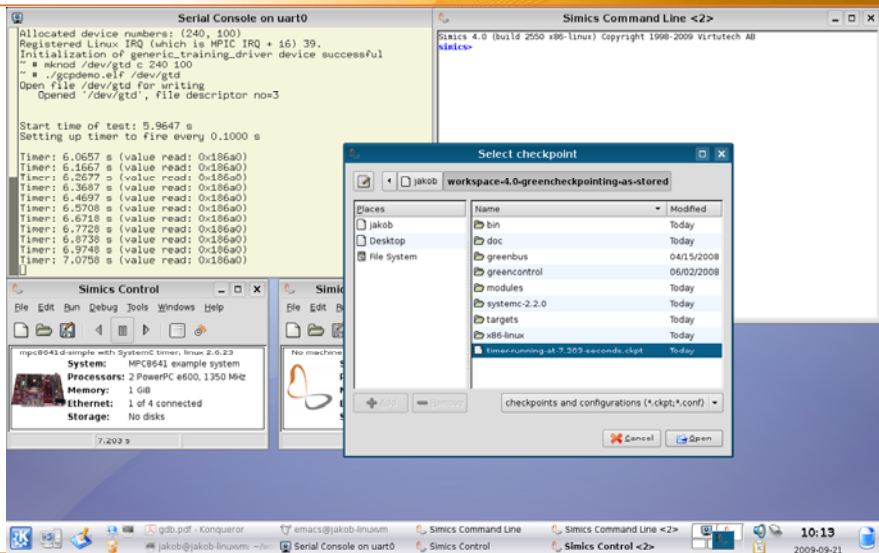 Serial Console on uart0
Allocated device numbers: (240, 100)
Registered Linux IRQ (which is MPIC IRQ + 16) 39.
Initialization of generic_training_driver device successful
~ # mknod /dev/gtd c 240 100
~ # ./gcpdemo.elf /dev/gtd
Open file /dev/gtd for writing
Opened '/dev/gtd', file descriptor no=3
Start time of test: 5.9647 s
Setting up timer to fire every 0.1000 s
Timer: 6.0657 s (value read: 0x186a0)
Timer: 6.1667 s (value read: 0x186a0)
Timer: 6.2677 s (value read: 0x186a0)
Timer: 6.3687 s (value read: 0x186a0)
Timer: 6.4697 s (value read: 0x186a0)
Timer: 6.5708 s (value read: 0x186a0)
Timer: 6.6718 s (value read: 0x186a0)
Timer: 6.7728 s (value read: 0x186a0)
Timer: 6.8738 s (value read: 0x186a0)
Timer: 6.9748 s (value read: 0x186a0)
Timer: 7.0758 s (value read: 0x186a0)
Simics Command Line <2>
Simics 4.0 (build 2550 x86-linux) Copyright 1998-2009 Virtutech AB
simics>
Select checkpoint
jakob workspace-4.0-greencheckpointing-as-stored
Places
jakob
Desktop
File System
Name Modified
bin Today
doc Today
greenbus 04/15/2008
greencontrol 06/02/2008
modules Today
systemc-2.2.0 Today
targets Today
x86-linux Today
timer-running-at-7.203-seconds.ckpt Today
Add Remove
checkpoints and configurations (*.ckpt;*.conf)
Cancel Open
Simics Control
File Edit Run Debug Tools Windows Help
mpc8641d-simple with SystemC timer, linux 2.6.23
System: MPC8641 example system
Processors: 2 PowerPC e600, 1350 MHz
Memory: 1 GiB
Ethernet: 1 of 4 connected
Storage: No disks
7.203 s
File Edit
No machine
gdb.pdf - Konqueror
emacs@jakob-linuxvm
Simics Command Line
Simics Command Line <2>
jakob@jakob-linuxvm:
Serial Console on uart0
Simics Control
Simics Control <2>
10:13
2009-09-21